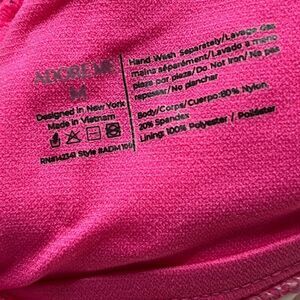 ADORE ME
M
Designed in New York
Made in Vietnam
Hand Wash Separately/Lavage des
mains séparément/Lavado a mano
pieza por pieza/Do Not Iron/Ne pas
repasser/No planchar
Body/Corps/Cuerpo:80% Nylon,
20% Spandex
Lining: 100% Polyester / Poliéster